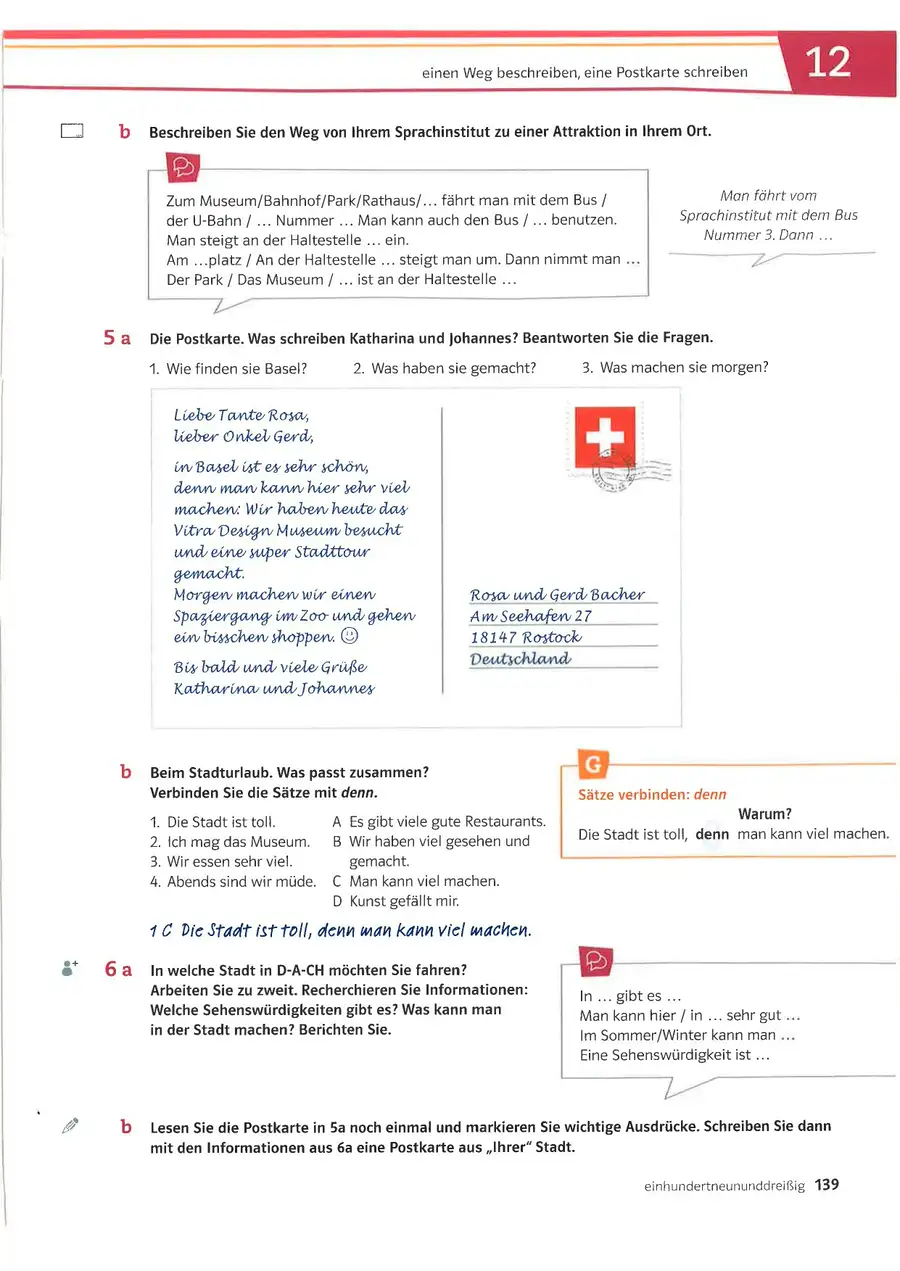 einen Weg beschreiben, eine Postkarte schreiben
12
b Beschreiben Sie den Weg von Ihrem Sprachinstitut zu einer Attraktion in Ihrem Ort.
Zum Museum/Bahnhof/Park/Rathaus/... fährt man mit dem Bus /
der U-Bahn / ... Nummer ... Man kann auch den Bus / ... benutzen.
Man steigt an der Haltestelle ... ein.
Am ...platz / An der Haltestelle ... steigt man um. Dann nimmt man ...
Der Park / Das Museum / ... ist an der Haltestelle ...
Man fährt vom
Sprachinstitut mit dem Bus
Nummer 3. Dann ...
5 a Die Postkarte. Was schreiben Katharina und Johannes? Beantworten Sie die Fragen.
1. Wie finden sie Basel? 2. Was haben sie gemacht? 3. Was machen sie morgen?
Liebe Tante Rosa,
lieber Onkel Gerd,
in Basel ist es sehr schön,
denn man kann hier sehr viel
machen: Wir haben heute das
Vitra Design Museum besucht
und eine super Stadttour
gemacht.
Morgen machen wir einen
Spaziergang im Zoo und gehen
ein bisschen shoppen. ☺
Bis bald und viele Grüße
Katharina und Johannes
Rosa und Gerd Bacher
Am Seehafen 27
18147 Rostock
Deutschland
b Beim Stadturlaub. Was passt zusammen?
Verbinden Sie die Sätze mit denn.
1. Die Stadt ist toll.
2. Ich mag das Museum.
3. Wir essen sehr viel.
4. Abends sind wir müde.
A Es gibt viele gute Restaurants.
B Wir haben viel gesehen und
gemacht.
C Man kann viel machen.
D Kunst gefällt mir.
1 C Die Stadt ist toll, denn man kann viel machen.
G
Sätze verbinden: denn
Warum?
Die Stadt ist toll, denn man kann viel machen.
6 a In welche Stadt in D-A-CH möchten Sie fahren?
Arbeiten Sie zu zweit. Recherchieren Sie Informationen:
Welche Sehenswürdigkeiten gibt es? Was kann man
in der Stadt machen? Berichten Sie.
In ... gibt es ...
Man kann hier / in ... sehr gut ...
Im Sommer/Winter kann man ...
Eine Sehenswürdigkeit ist ...
b Lesen Sie die Postkarte in 5a noch einmal und markieren Sie wichtige Ausdrücke. Schreiben Sie dann
mit den Informationen aus 6a eine Postkarte aus „Ihrer" Stadt.
einhundertneununddreißig 139